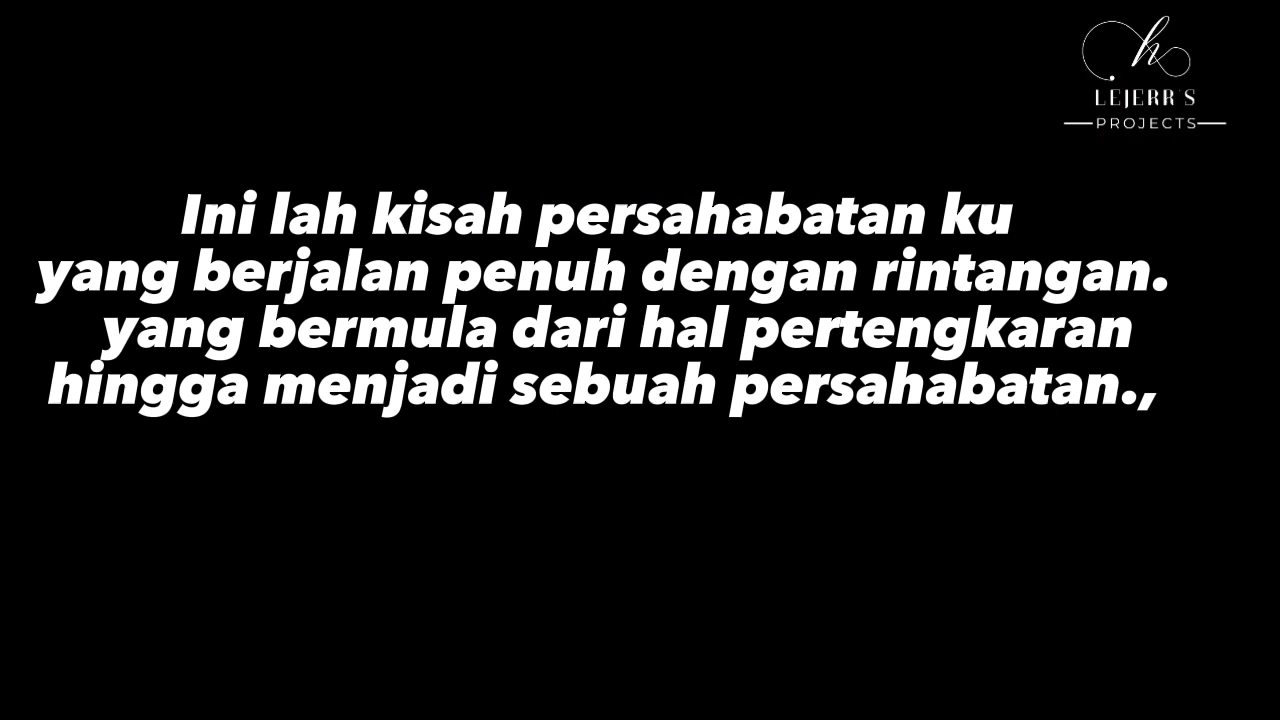 h
LEJERR'S
PROJECTS
Ini lah kisah persahabatan ku
yang berjalan penuh dengan rintangan.
yang bermula dari hal pertengkaran
hingga menjadi sebuah persahabatan.,